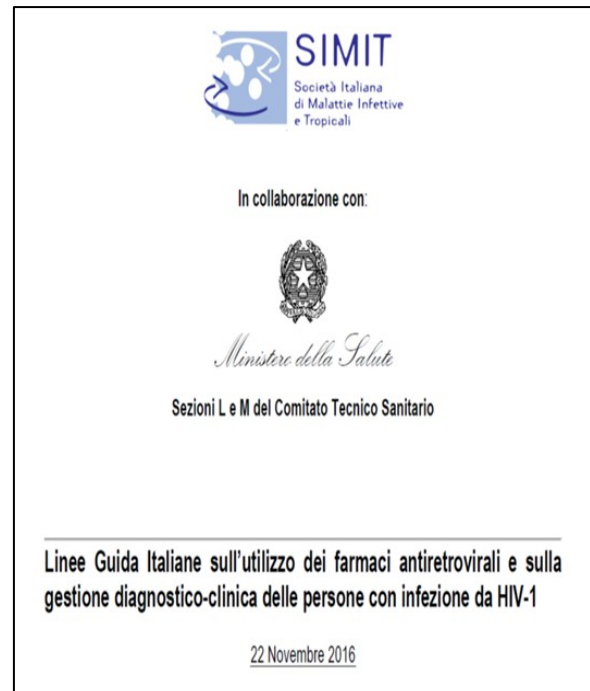 SIMIT
Società Italiana
di Malattie Infettive
e Tropicali
In collaborazione con:
Ministero della Salute
Sezioni L e M del Comitato Tecnico Sanitario
Linee Guida Italiane sull'utilizzo dei farmaci antiretrovirali e sulla
gestione diagnostico-clinica delle persone con infezione da HIV-1
22 Novembre 2016